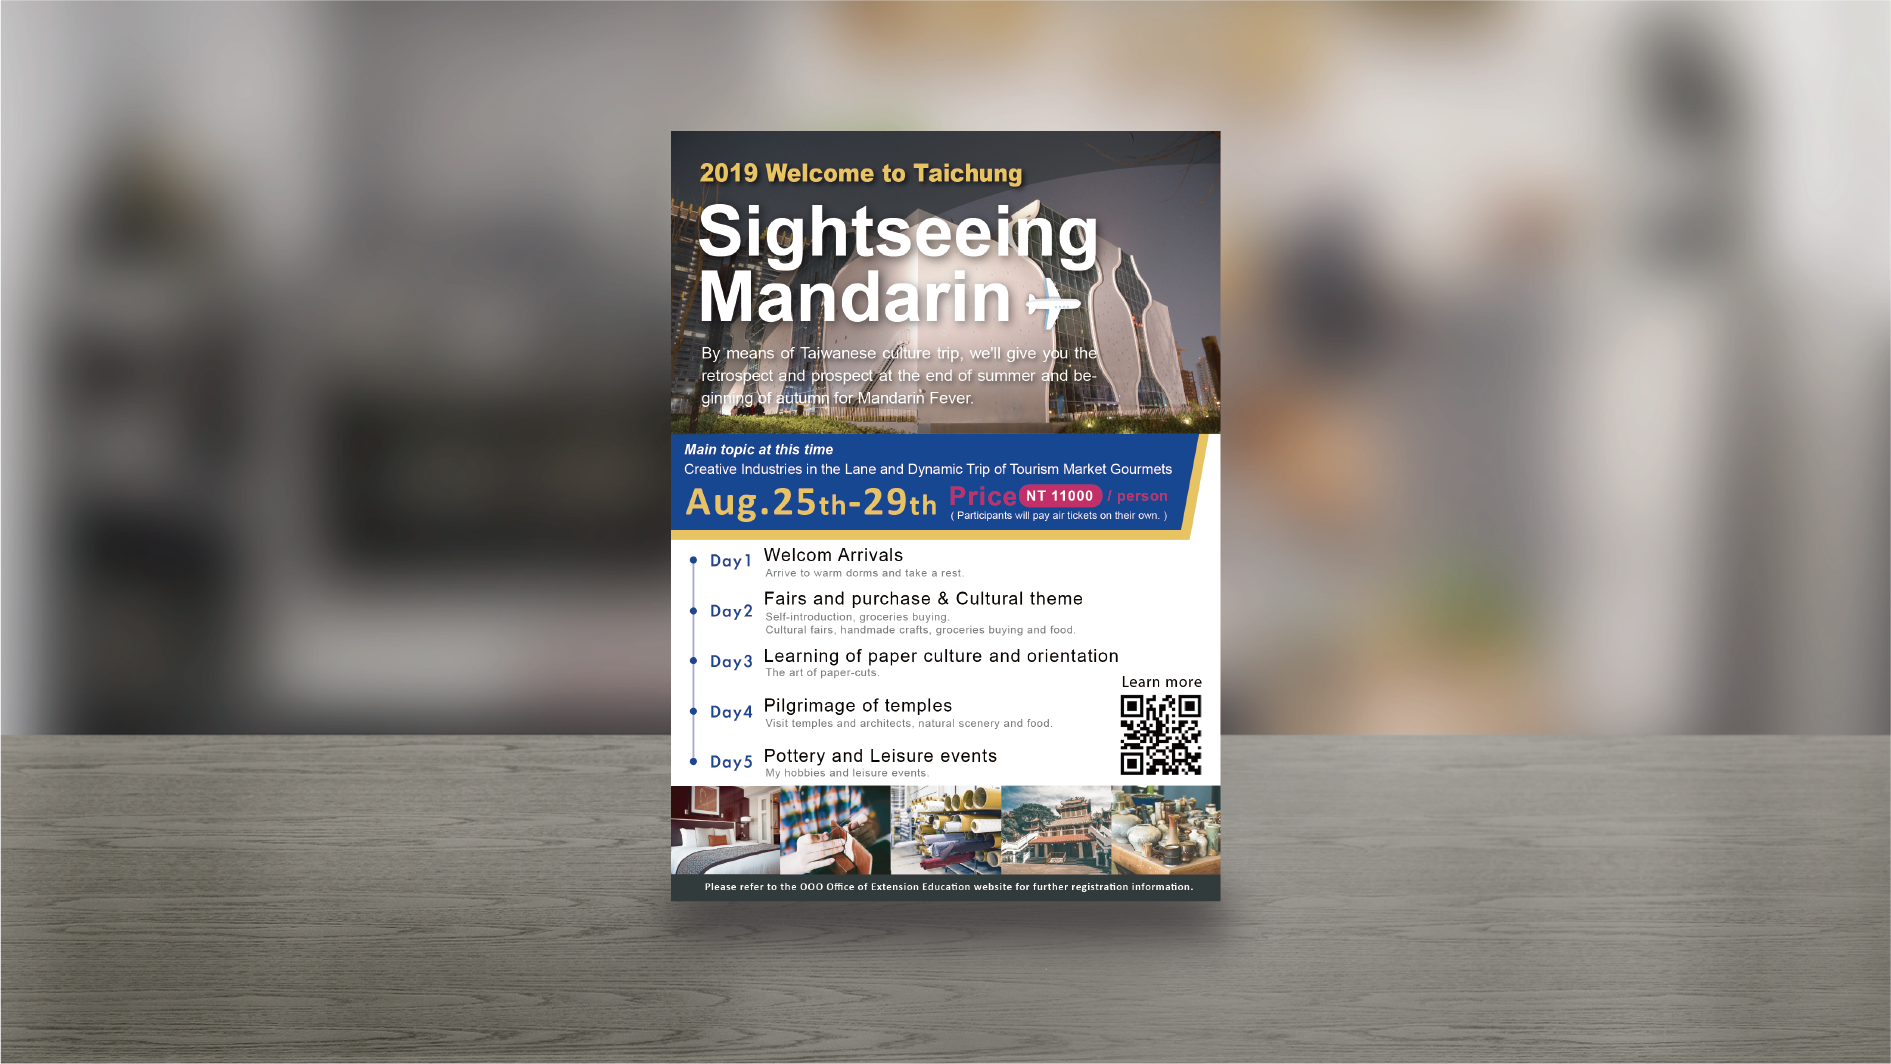 2019 Welcome to Taichung
Sightseeing
Mandarin
By means of Taiwanese culture trip, we'll give you the
retrospect and prospect at the end of summer and be-
ginning of autumn for Mandarin Fever.
Main topic at this time
Creative Industries in the Lane and Dynamic Trip of Tourism Market Gourmets
Aug.25th-29th Price NT 11000 / person
( Participants will pay air tickets on their own. )
Day1 Welcom Arrivals
Arrive to warm dorms and take a rest.
Day2 Fairs and purchase & Cultural theme
Self-introduction, groceries buying.
Cultural fairs, handmade crafts, groceries buying and food.
Day3 Learning of paper culture and orientation
The art of paper-cuts.
Learn more
Day4 Pilgrimage of temples
Visit temples and architects, natural scenery and food.
Day5 Pottery and Leisure events
My hobbies and leisure events.
Please refer to the OOO Office of Extension Education website for further registration information.